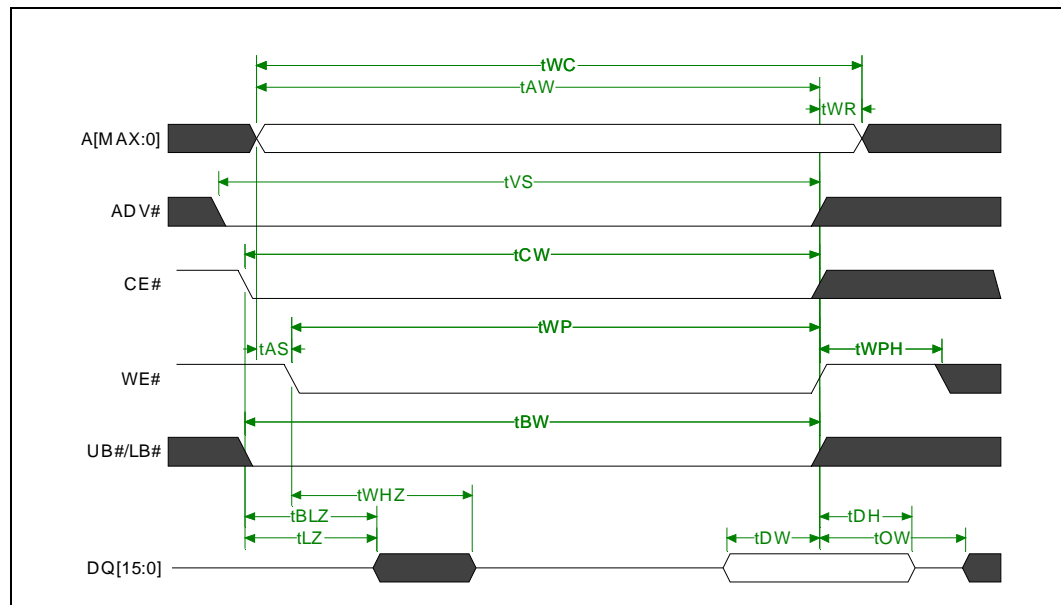 tWC
tAW
tWR
A[MAX:0]
tVS
ADV#
tCW
CE#
tWP
tAS
tWPH
WE#
tBW
UB#/LB#
tWHZ
tBLZ
tDH
tLZ
tDW
tOW
DQ[15:0]